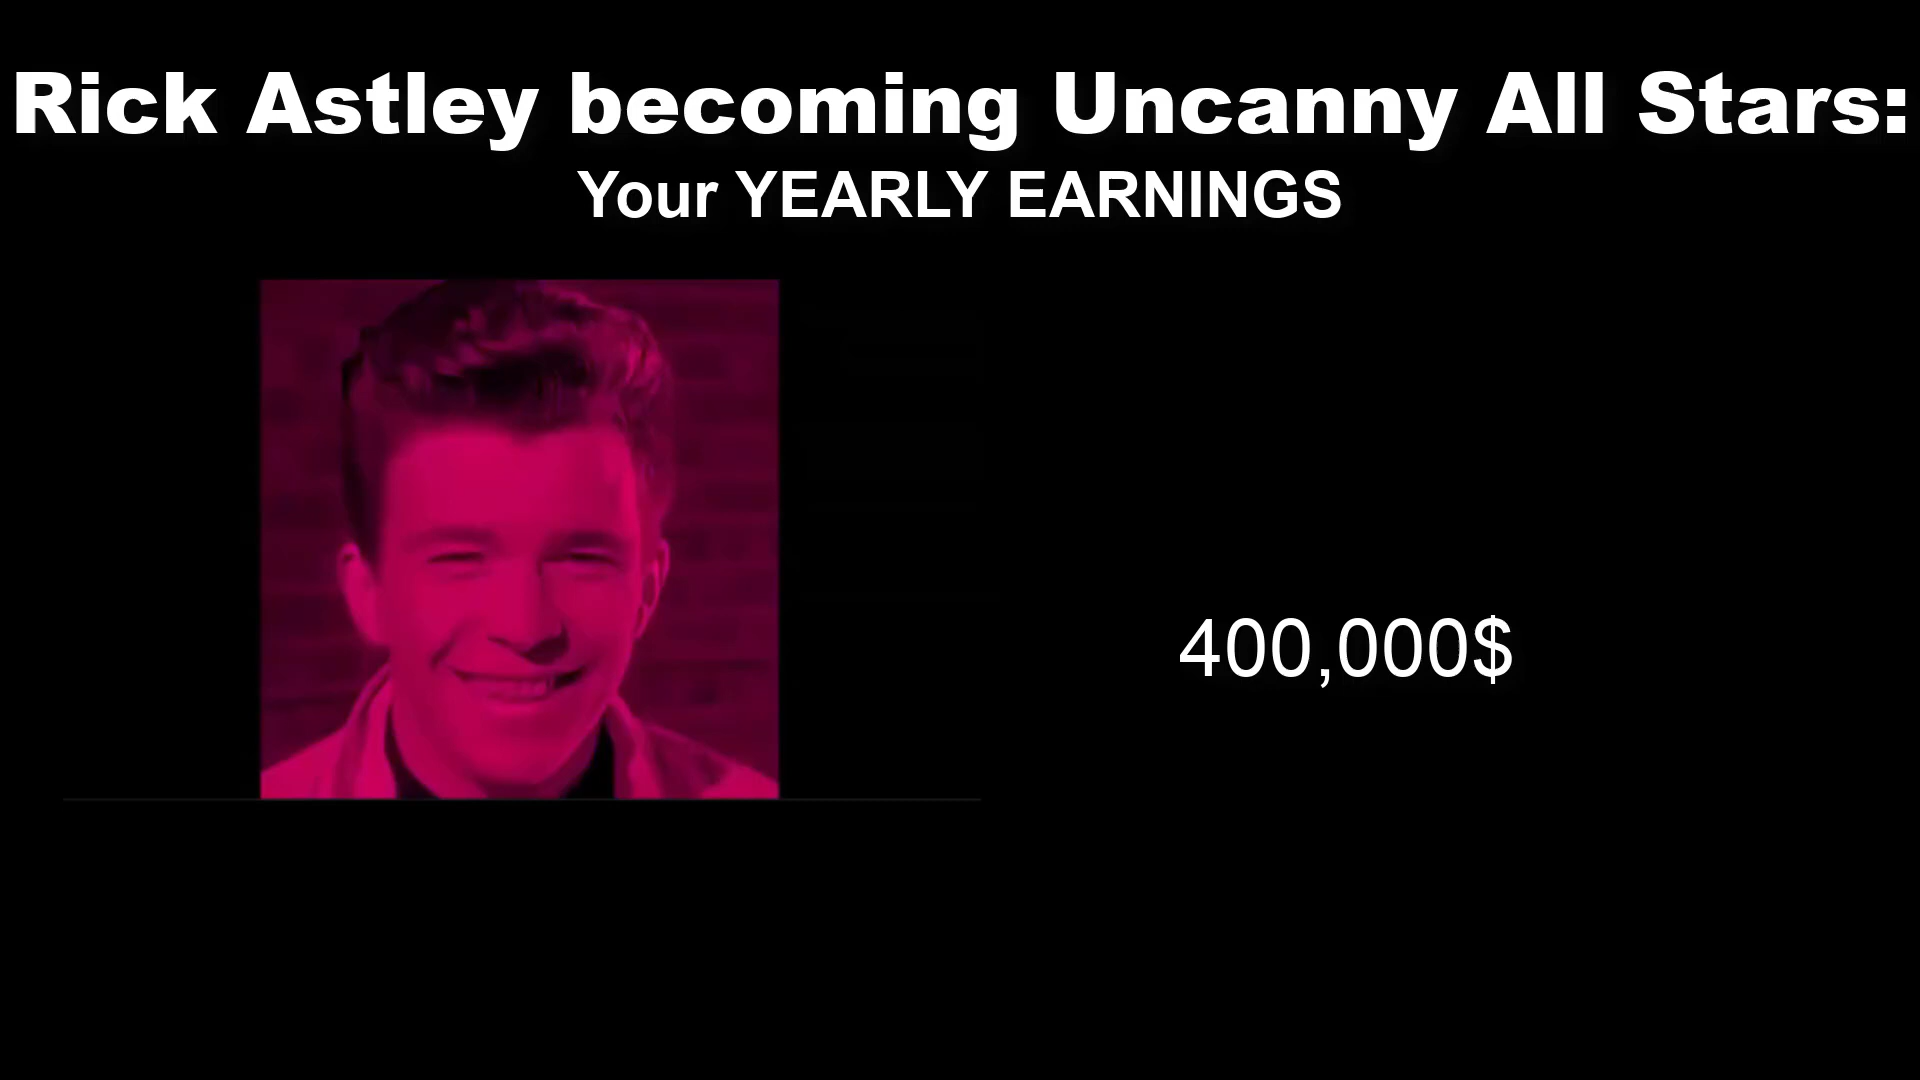 Rick Astley becoming Uncanny All Stars:
Your YEARLY EARNINGS
400,000$